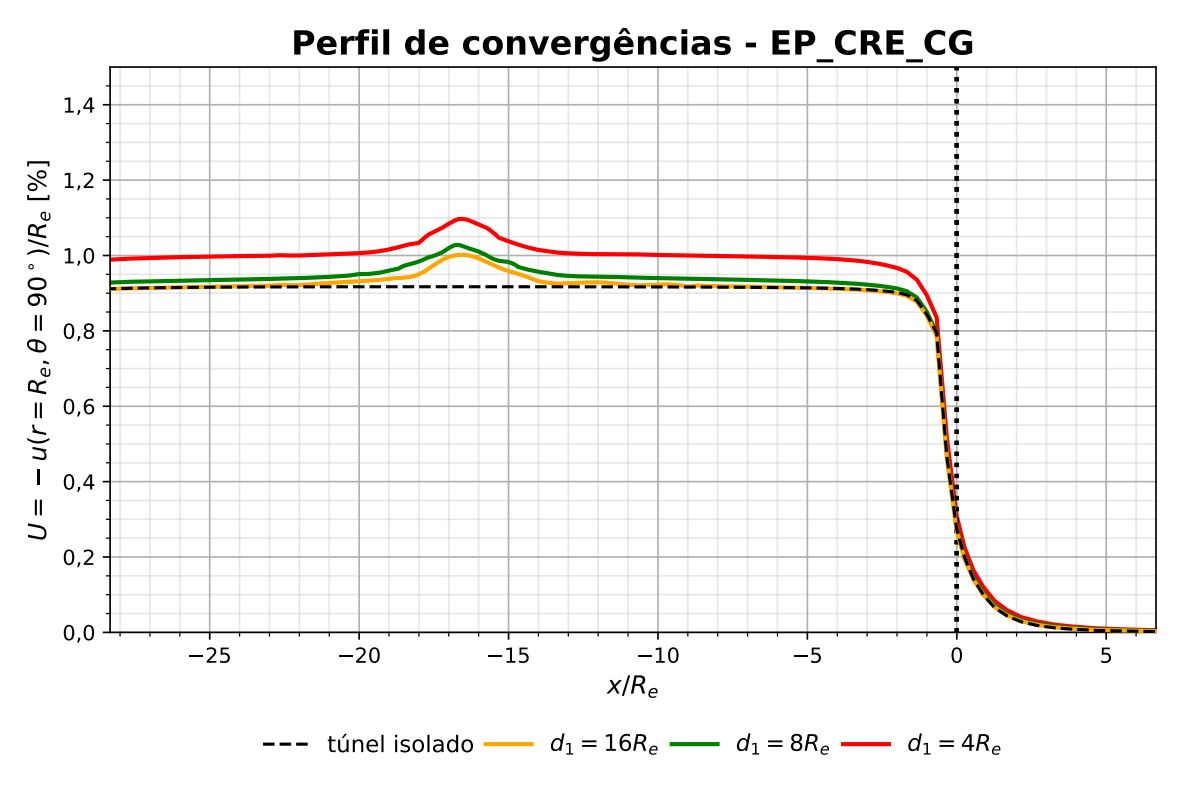 Perfil de convergências - EP_CRE_CG
U = − u(r = Rₑ, θ = 90°)/Rₑ [%]
1,4
1,2
1,0
0,8
0,6
0,4
0,2
0,0
−25 −20 −15 −10 −5 0 5
x/Rₑ
túnel isolado d₁ = 16Rₑ d₁ = 8Rₑ d₁ = 4Rₑ